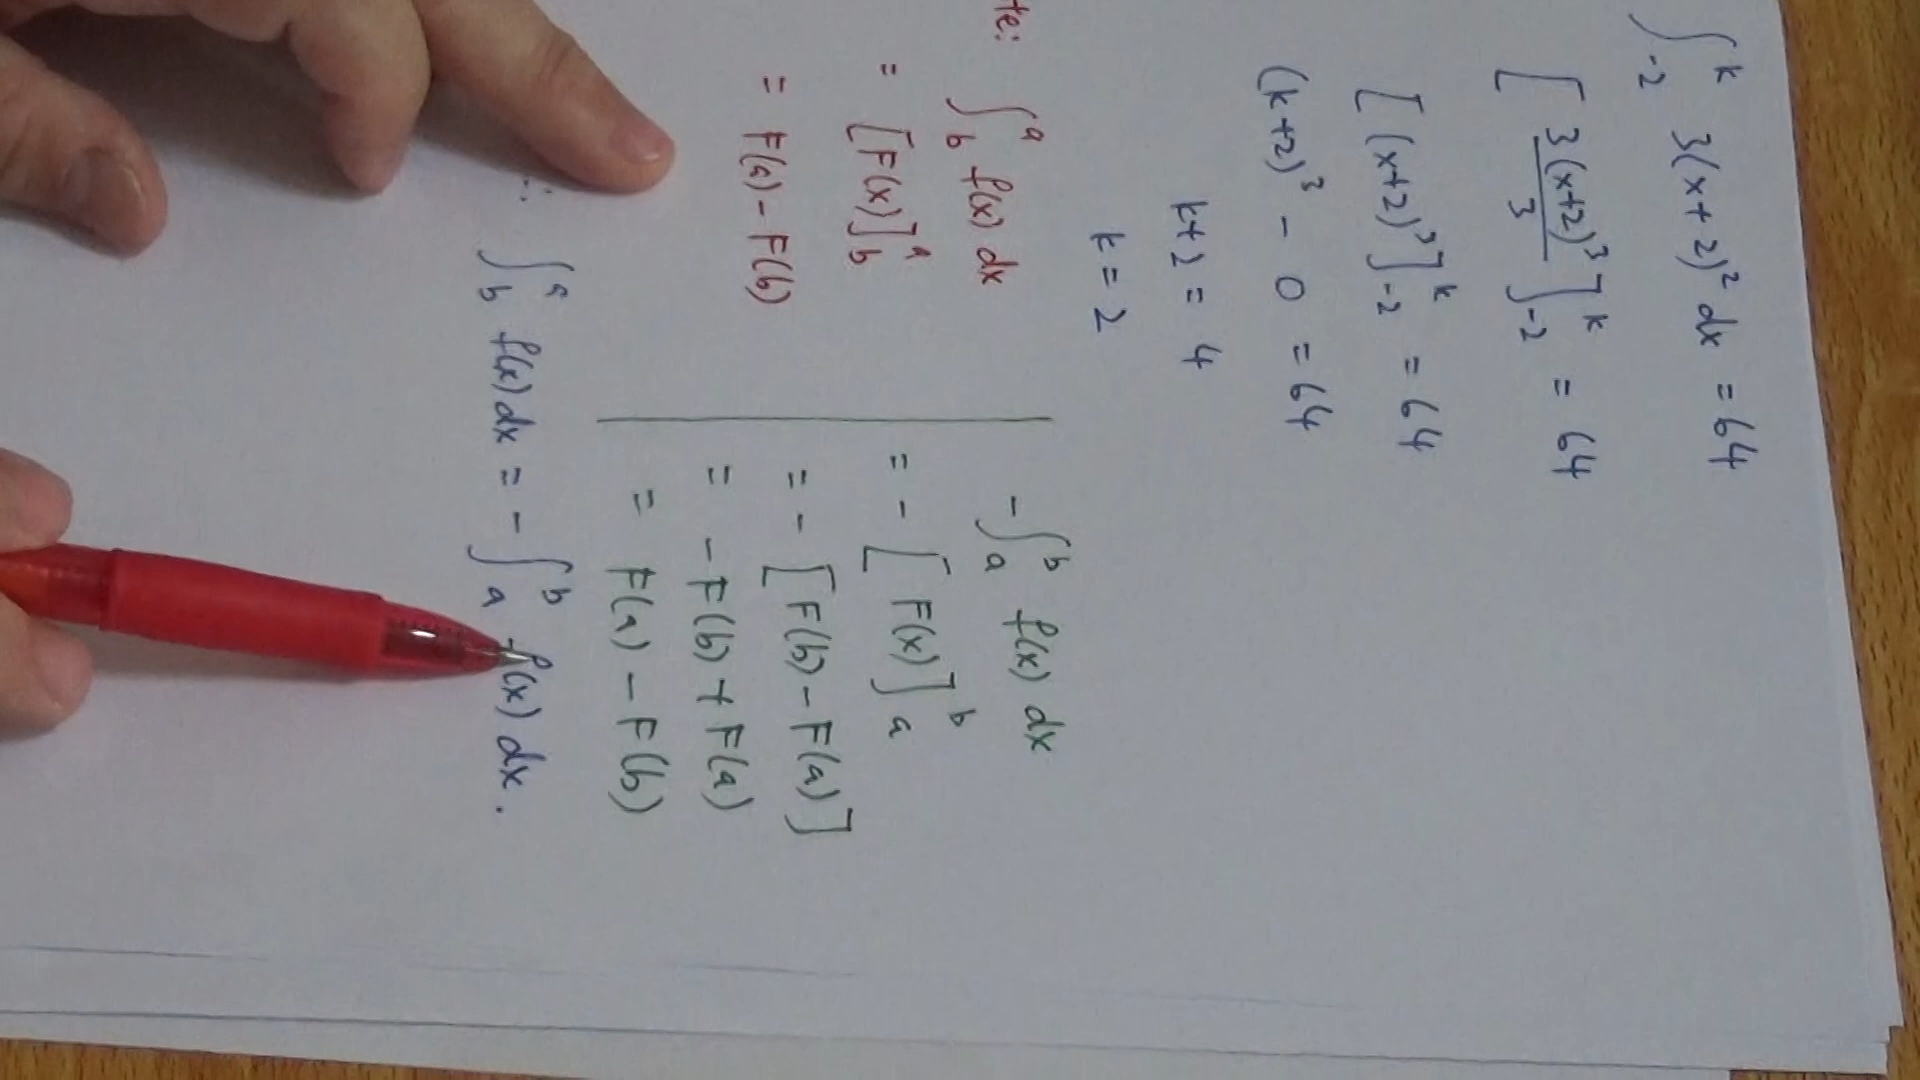 ∫_{-2}^{k} 3(x+2)² dx = 64
[3(x+2)³/3]_{-2}^{k} = 64
[(x+2)³]_{-2}^{k} = 64
(k+2)³ - 0 = 64
k+2 = 4
k = 2
∫_{b}^{a} f(x) dx
= [F(x)]_{b}^{a}
= F(a) - F(b)
-∫_{a}^{b} f(x) dx
= -[F(x)]_{a}^{b}
= -[F(b) - F(a)]
= -F(b) + F(a)
= F(a) - F(b)
∫_{b}^{a} f(x) dx = -∫_{a}^{b} f(x) dx.